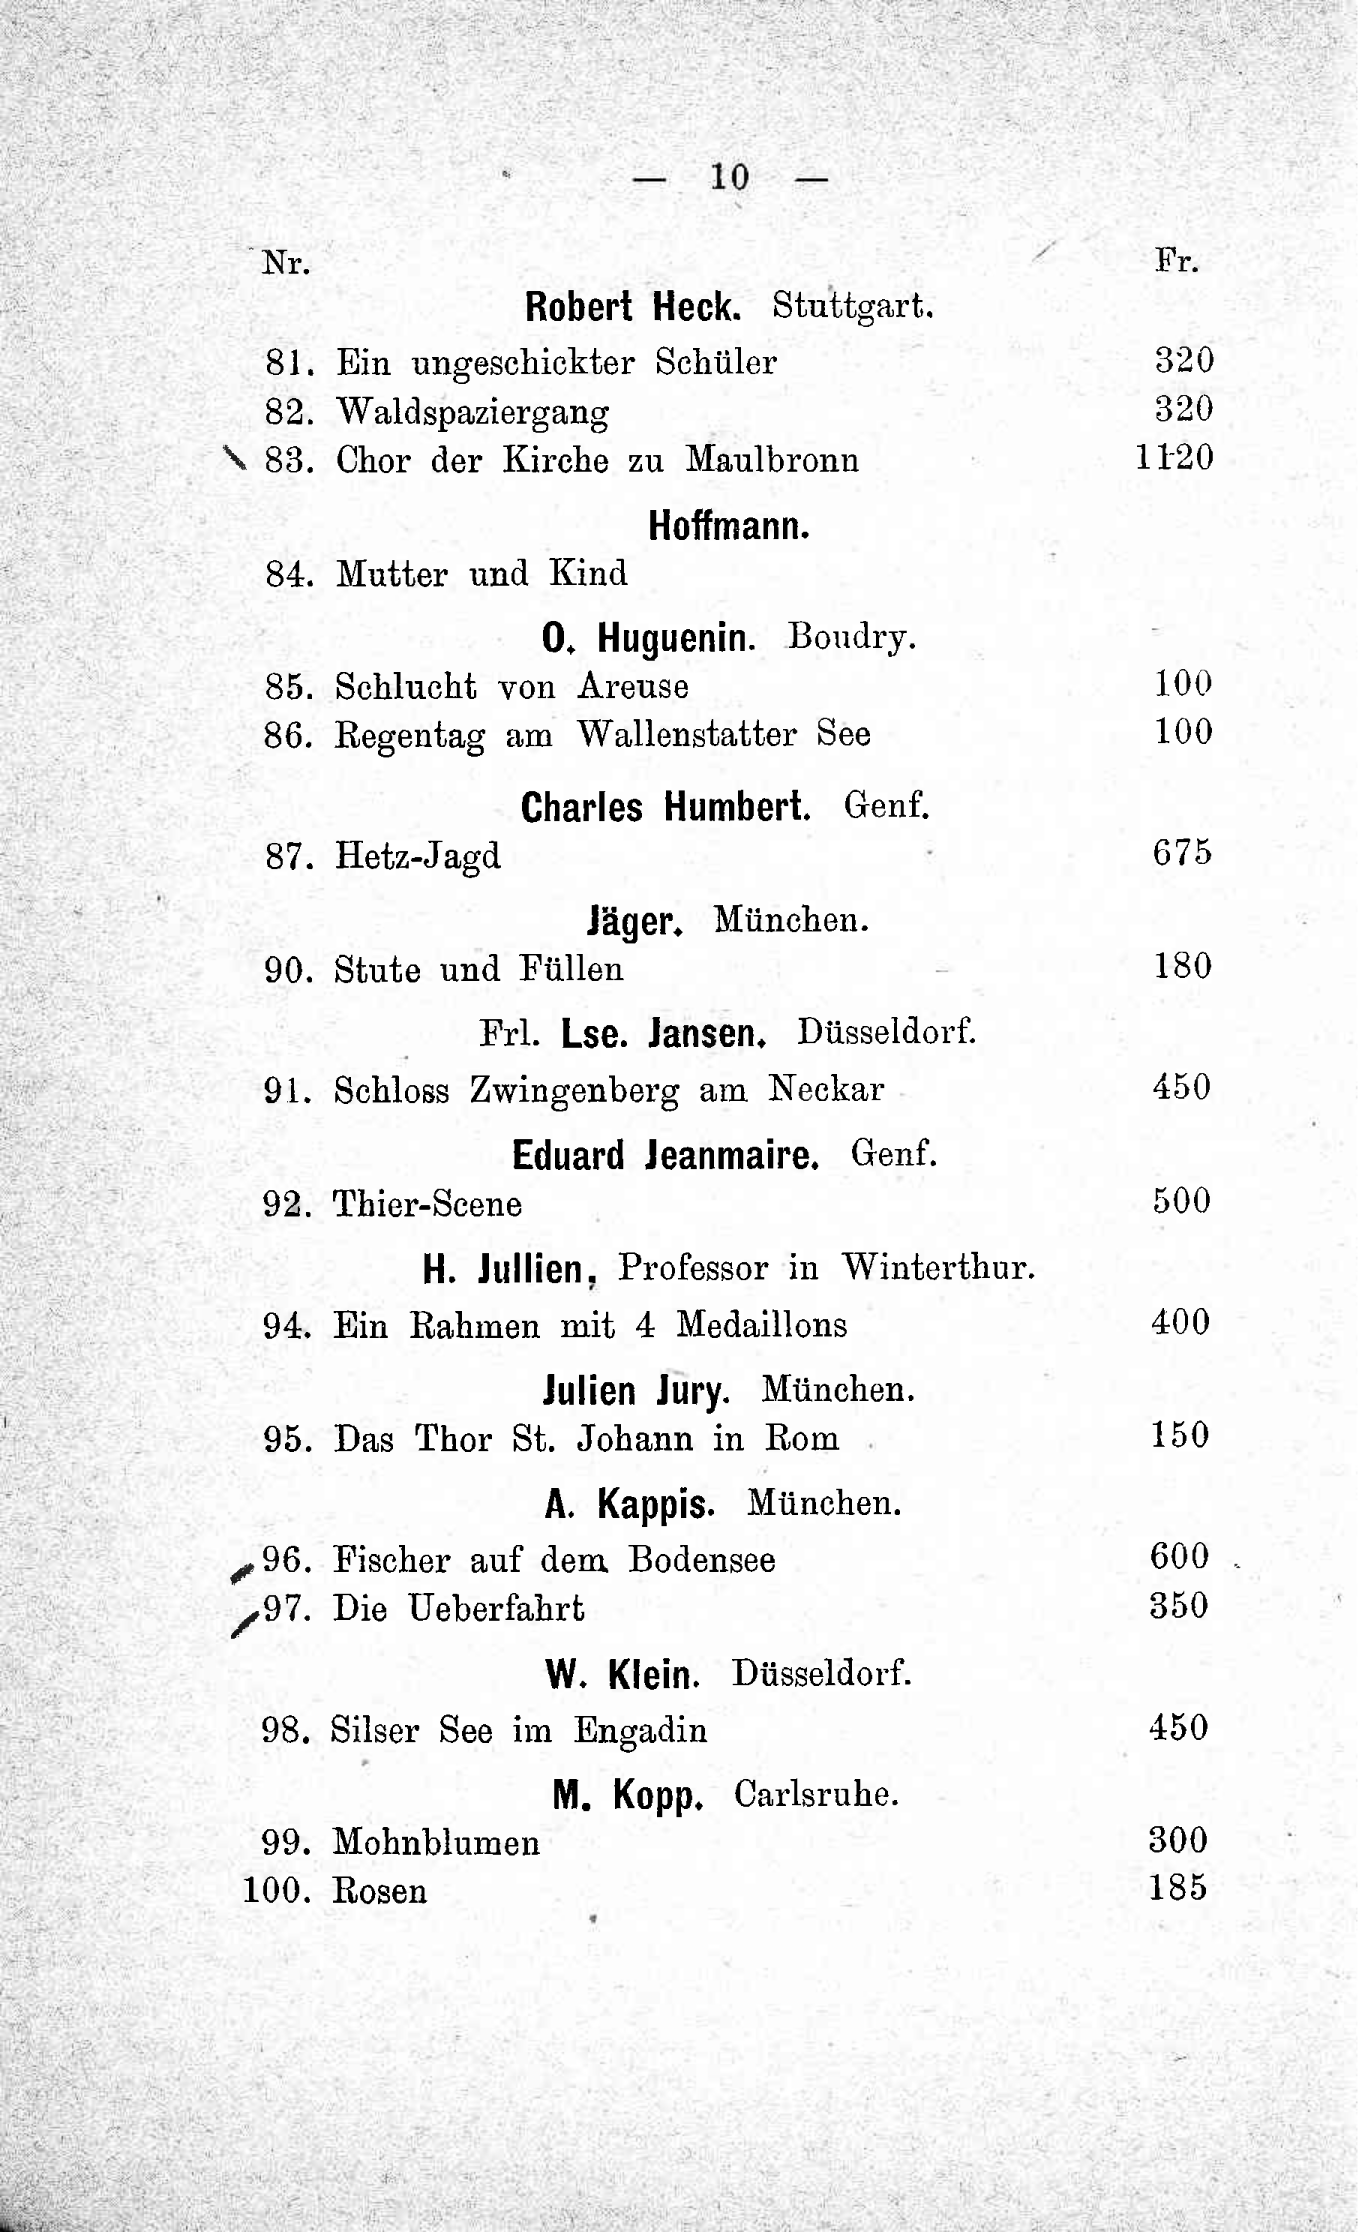 — 10 —
Nr. Fr.
Robert Heck. Stuttgart.
81. Ein ungeschickter Schüler 320
82. Waldspaziergang 320
83. Chor der Kirche zu Maulbronn 1120
Hoffmann.
84. Mutter und Kind
O. Huguenin. Boudry.
85. Schlucht von Areuse 100
86. Regentag am Wallenstatter See 100
Charles Humbert. Genf.
87. Hetz-Jagd 675
Jäger. München.
90. Stute und Füllen 180
Frl. Lse. Jansen. Düsseldorf.
91. Schloss Zwingenberg am Neckar 450
Eduard Jeanmaire. Genf.
92. Thier-Scene 500
H. Jullien, Professor in Winterthur.
94. Ein Rahmen mit 4 Medaillons 400
Julien Jury. München.
95. Das Thor St. Johann in Rom 150
A. Kappis. München.
96. Fischer auf dem Bodensee 600
97. Die Ueberfahrt 350
W. Klein. Düsseldorf.
98. Silser See im Engadin 450
M. Kopp. Carlsruhe.
99. Mohnblumen 300
100. Rosen 185